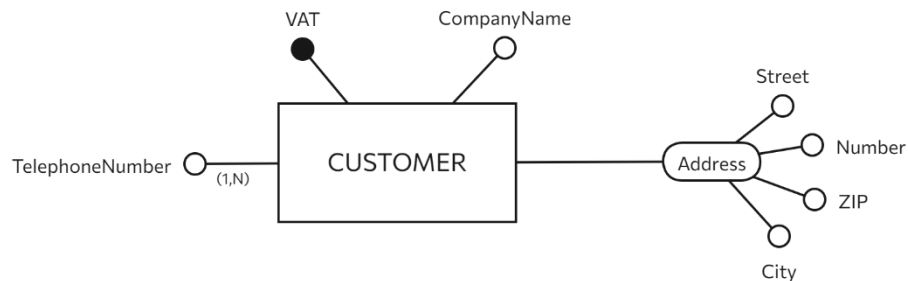 VAT
CompanyName
Street
TelephoneNumber
(1,N)
CUSTOMER
Address
Number
ZIP
City